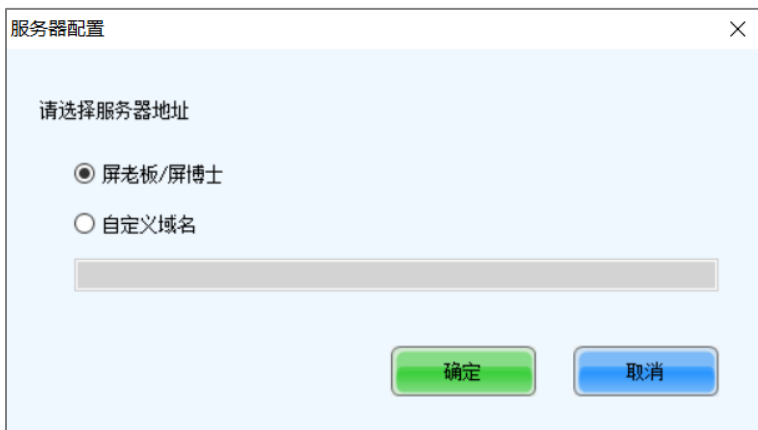 服务器配置
请选择服务器地址
屏老板/屏博士
自定义域名
确定
取消